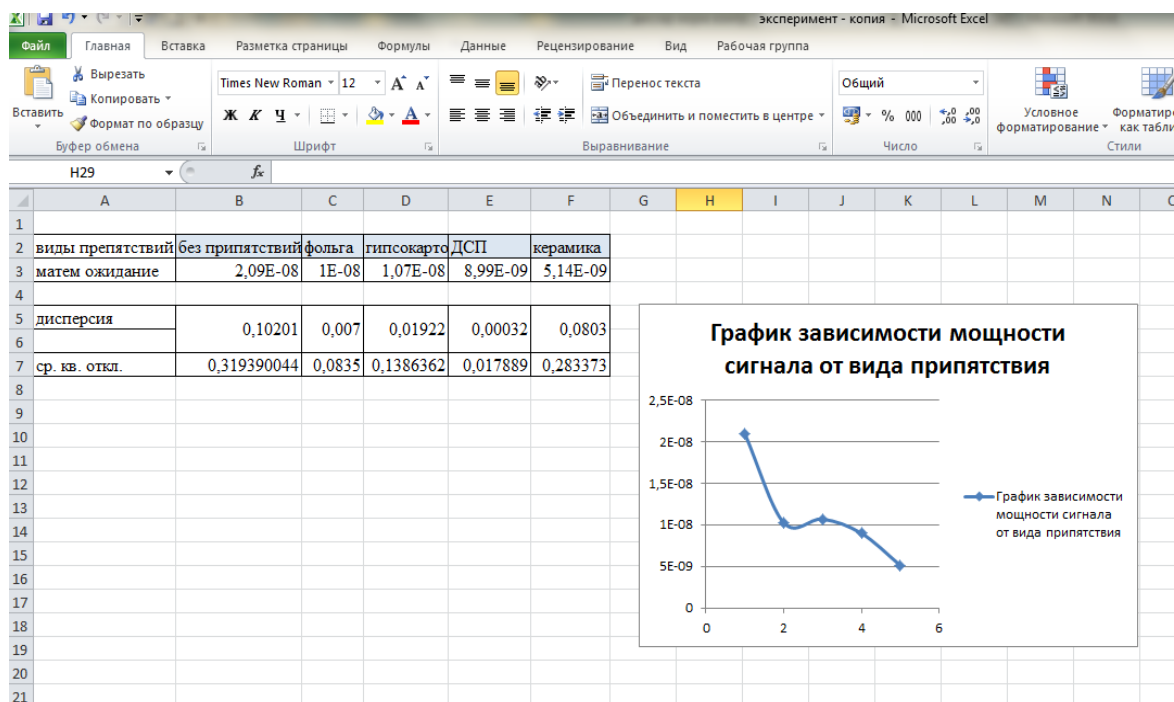 эксперимент - копия - Microsoft Excel
Файл Главная Вставка Разметка страницы Формулы Данные Рецензирование Вид Рабочая группа
Вставить
Вырезать
Копировать
Формат по образцу
Буфер обмена
Times New Roman 12
Ж К Ч
Шрифт
Перенос текста
Объединить и поместить в центре
Выравнивание
Общий
% 000
Число
Условное форматирование
Форматиро
как табли
Стили
H29 fx
A B C D E F G H I J K L M N
1
2 виды препятствий без припятствий фольга гипсокарто ДСП керамика
3 матем ожидание 2,09E-08 1E-08 1,07E-08 8,99E-09 5,14E-09
4
5 дисперсия 0,10201 0,007 0,01922 0,00032 0,0803
6
7 ср. кв. откл. 0,319390044 0,0835 0,1386362 0,017889 0,283373
8
9
10
11
12
13
14
15
16
17
18
19
20
21
График зависимости мощности
сигнала от вида припятствия
2,5E-08
2E-08
1,5E-08
1E-08
5E-09
0
0 2 4 6
График зависимости
мощности сигнала
от вида припятствия